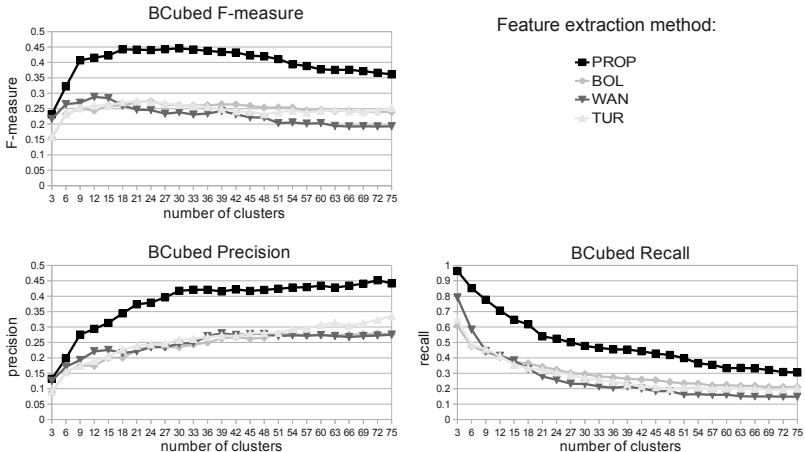 BCubed F-measure
Feature extraction method:
PROP
BOL
WAN
TUR
F-measure
0.5
0.45
0.4
0.35
0.3
0.25
0.2
0.15
0.1
0.05
0
3 6 9 12 15 18 21 24 27 30 33 36 39 42 45 48 51 54 57 60 63 66 69 72 75
number of clusters
BCubed Precision
precision
0.5
0.45
0.4
0.35
0.3
0.25
0.2
0.15
0.1
0.05
0
3 6 9 12 15 18 21 24 27 30 33 36 39 42 45 48 51 54 57 60 63 66 69 72 75
number of clusters
BCubed Recall
recall
1
0.9
0.8
0.7
0.6
0.5
0.4
0.3
0.2
0.1
0
3 6 9 12 15 18 21 24 27 30 33 36 39 42 45 48 51 54 57 60 63 66 69 72 75
number of clusters